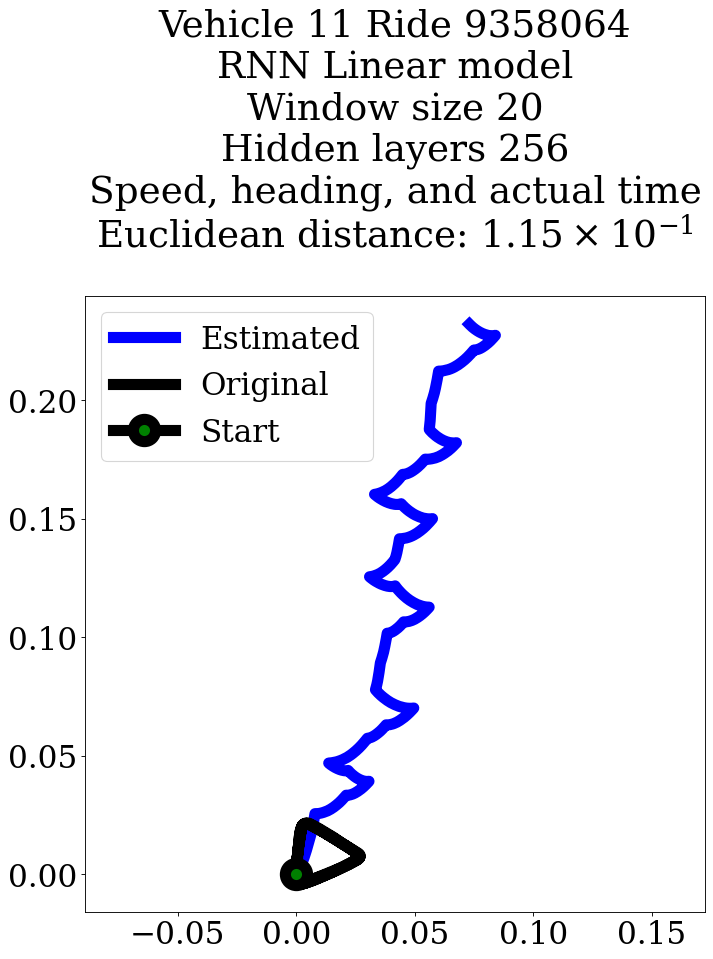 Vehicle 11 Ride 9358064
RNN Linear model
Window size 20
Hidden layers 256
Speed, heading, and actual time
Euclidean distance: 1.15 × 10⁻¹
Estimated
Original
Start
0.20
0.15
0.10
0.05
0.00
−0.05 0.00 0.05 0.10 0.15